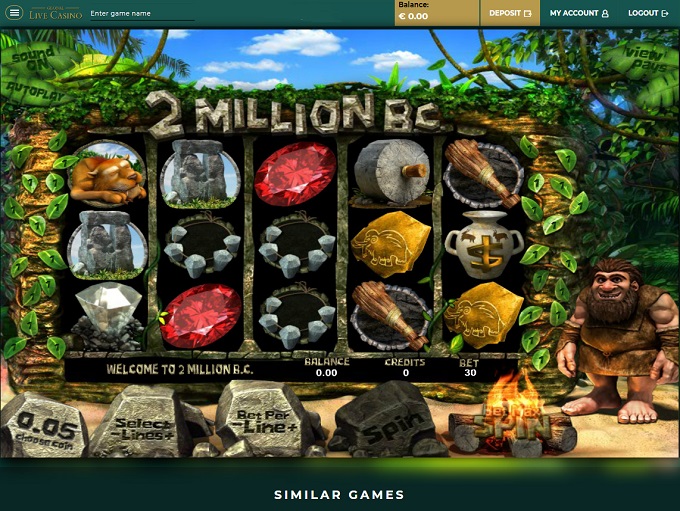 GLOBAL
LIVE CASINO
Enter game name
Balance:
€ 0.00
DEPOSIT
MY ACCOUNT
LOGOUT
Sound
On
AUTOPLAY
View
Pays
2 MILLION B.C.
WELCOME TO 2 MILLION B.C.
BALANCE
0.00
CREDITS
0
BET
30
0.05
choose coin
Select
-Lines+
Bet Per
-Line+
Spin
Bet Max
SPIN
SIMILAR GAMES